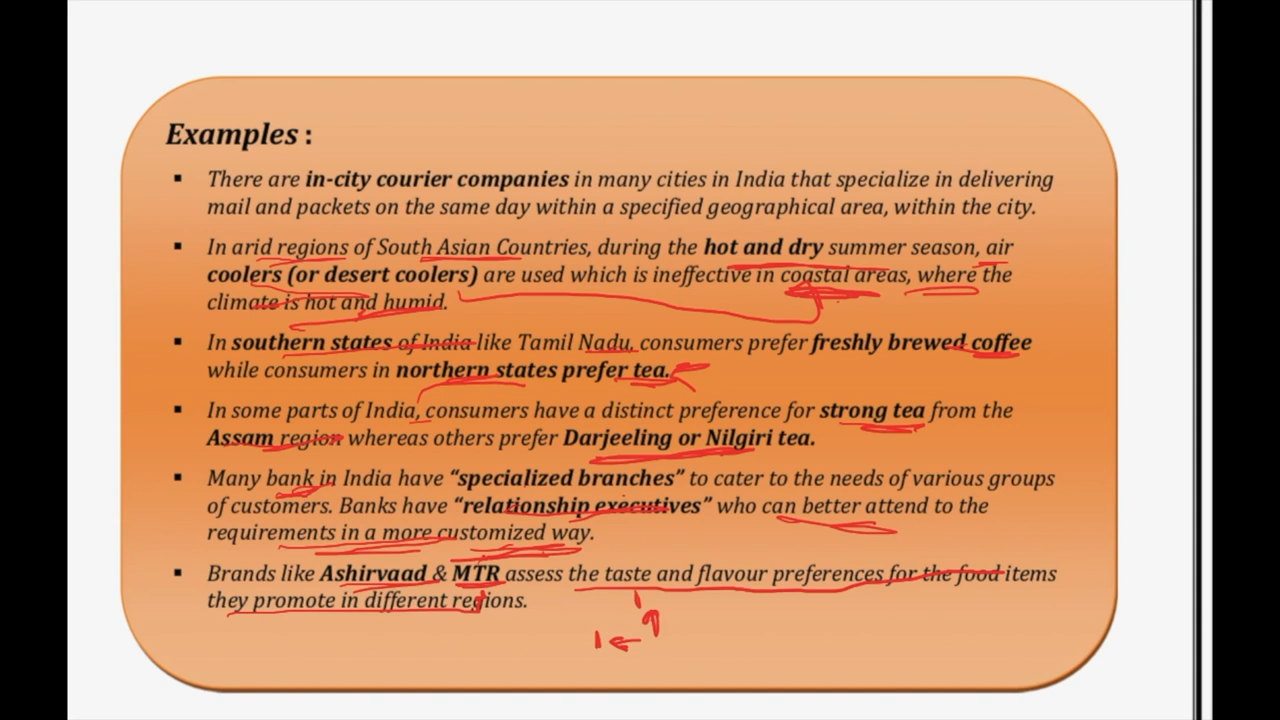 Examples :
▪ There are in-city courier companies in many cities in India that specialize in delivering
mail and packets on the same day within a specified geographical area, within the city.
▪ In arid regions of South Asian Countries, during the hot and dry summer season, air
coolers (or desert coolers) are used which is ineffective in coastal areas, where the
climate is hot and humid.
▪ In southern states of India like Tamil Nadu, consumers prefer freshly brewed coffee
while consumers in northern states prefer tea.
▪ In some parts of India, consumers have a distinct preference for strong tea from the
Assam region whereas others prefer Darjeeling or Nilgiri tea.
▪ Many bank in India have “specialized branches” to cater to the needs of various groups
of customers. Banks have “relationship executives” who can better attend to the
requirements in a more customized way.
▪ Brands like Ashirvaad & MTR assess the taste and flavour preferences for the food items
they promote in different regions.